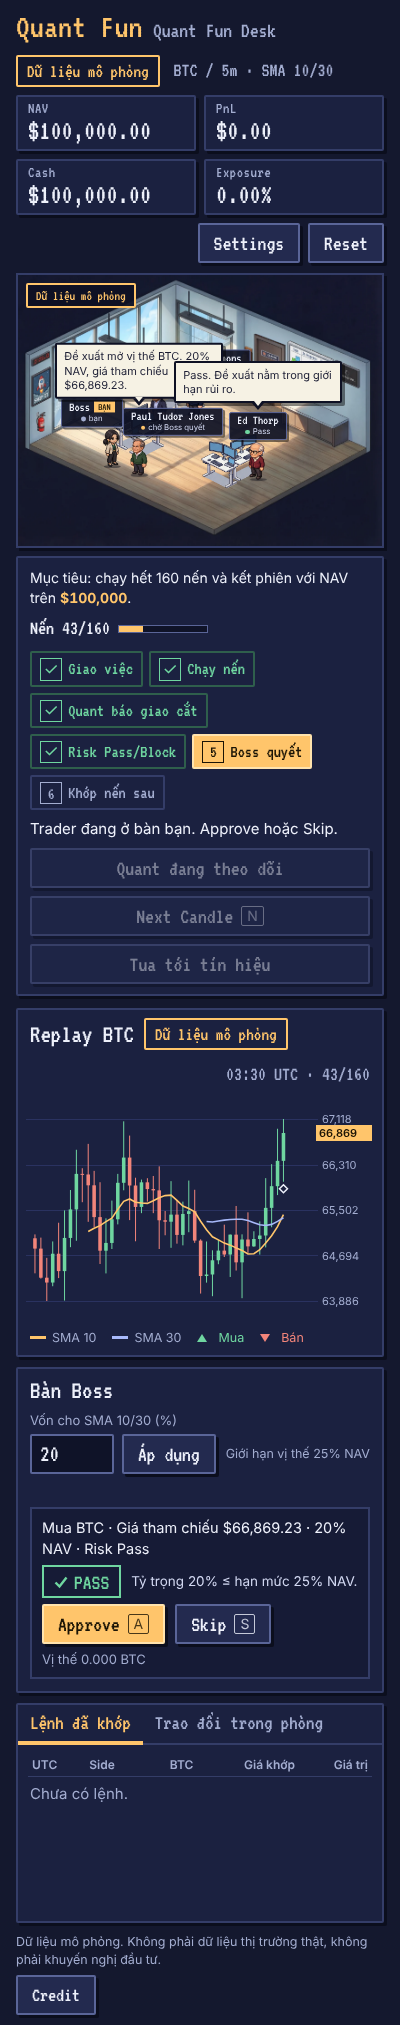 Quant Fun Quant Fun Desk
Dữ liệu mô phỏng BTC / 5m · SMA 10/30
NAV
$100,000.00
PnL
$0.00
Cash
$100,000.00
Exposure
0.00%
Settings Reset
Dữ liệu mô phỏng
Đề xuất mở vị thế BTC, 20%
NAV, giá tham chiếu
$66,869.23.
Pass. Đề xuất nằm trong giới
hạn rủi ro.
Boss BẠN
bạn
Paul Tudor Jones
chờ Boss quyết
Ed Thorp
Pass
Mục tiêu: chạy hết 160 nến và kết phiên với NAV
trên $100,000.
Nến 43/160
Giao việc Chạy nến
Quant báo giao cắt
Risk Pass/Block 5 Boss quyết
6 Khớp nến sau
Trader đang ở bàn bạn. Approve hoặc Skip.
Quant đang theo dõi
Next Candle N
Tua tới tín hiệu
Replay BTC Dữ liệu mô phỏng
03:30 UTC · 43/160
67,118
66,869
66,310
65,502
64,694
63,886
SMA 10 SMA 30 Mua Bán
Bàn Boss
Vốn cho SMA 10/30 (%)
20 Áp dụng Giới hạn vị thế 25% NAV
Mua BTC · Giá tham chiếu $66,869.23 · 20%
NAV · Risk Pass
PASS Tỷ trọng 20% ≤ hạn mức 25% NAV.
Approve A Skip S
Vị thế 0.000 BTC
Lệnh đã khớp Trao đổi trong phòng
UTC Side BTC Giá khớp Giá trị
Chưa có lệnh.
Dữ liệu mô phỏng. Không phải dữ liệu thị trường thật, không
phải khuyến nghị đầu tư.
Credit